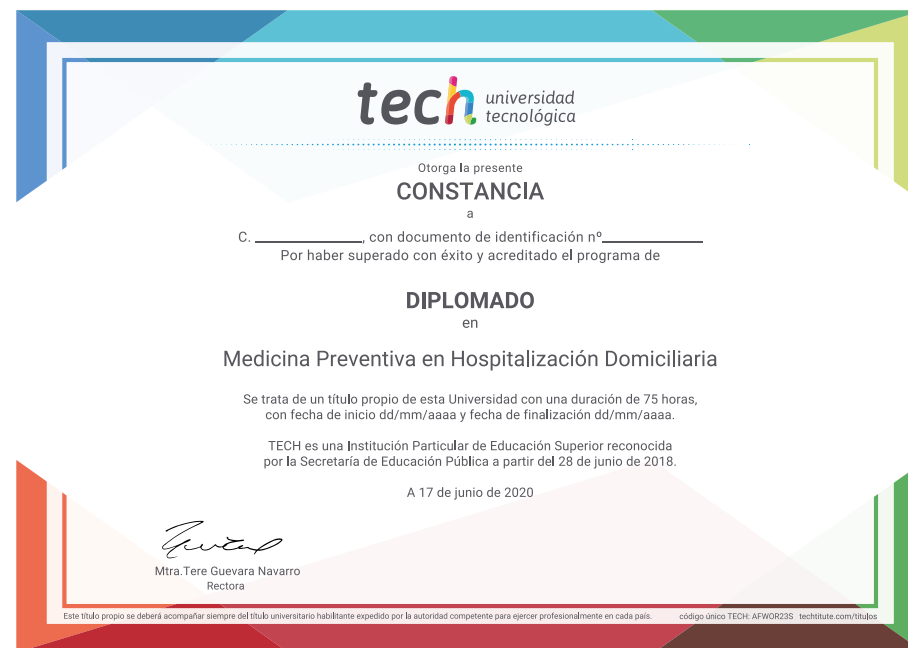 tech universidad
tecnológica
Otorga la presente
CONSTANCIA
a
C. ____________, con documento de identificación nº____________
Por haber superado con éxito y acreditado el programa de
DIPLOMADO
en
Medicina Preventiva en Hospitalización Domiciliaria
Se trata de un título propio de esta Universidad con una duración de 75 horas,
con fecha de inicio dd/mm/aaaa y fecha de finalización dd/mm/aaaa.
TECH es una Institución Particular de Educación Superior reconocida
por la Secretaría de Educación Pública a partir del 28 de junio de 2018.
A 17 de junio de 2020
Mtra.Tere Guevara Navarro
Rectora
Este título propio se deberá acompañar siempre del título universitario habilitante expedido por la autoridad competente para ejercer profesionalmente en cada país. código único TECH: AFWOR23S techtitute.com/titulos